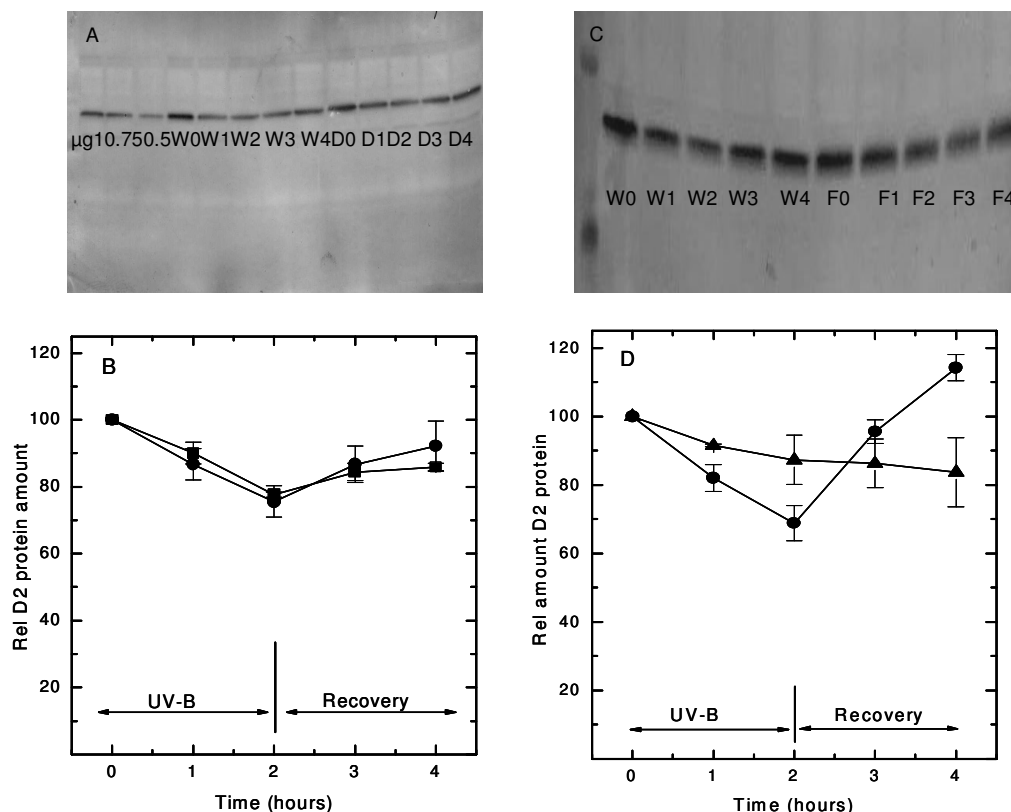 A
µg10.750.5W0W1W2 W3 W4D0 D1D2 D3 D4
C
W0 W1 W2 W3 W4 F0 F1 F2 F3 F4
B
120
100
80
60
40
20
Rel D2 protein amount
UV-B
Recovery
0 1 2 3 4
Time (hours)
D
120
100
80
60
40
20
Rel amount D2 protein
UV-B
Recovery
0 1 2 3 4
Time (hours)